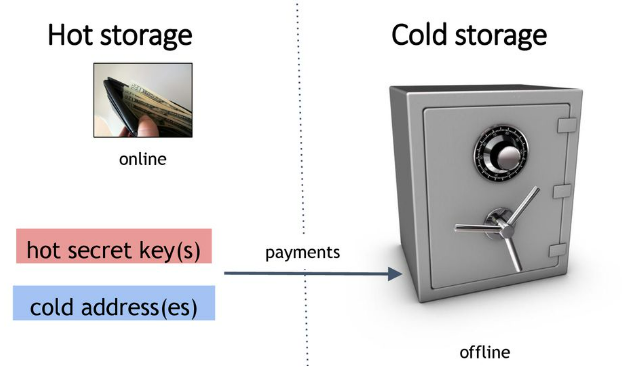 Hot storage
online
hot secret key(s)
cold address(es)
payments
Cold storage
offline